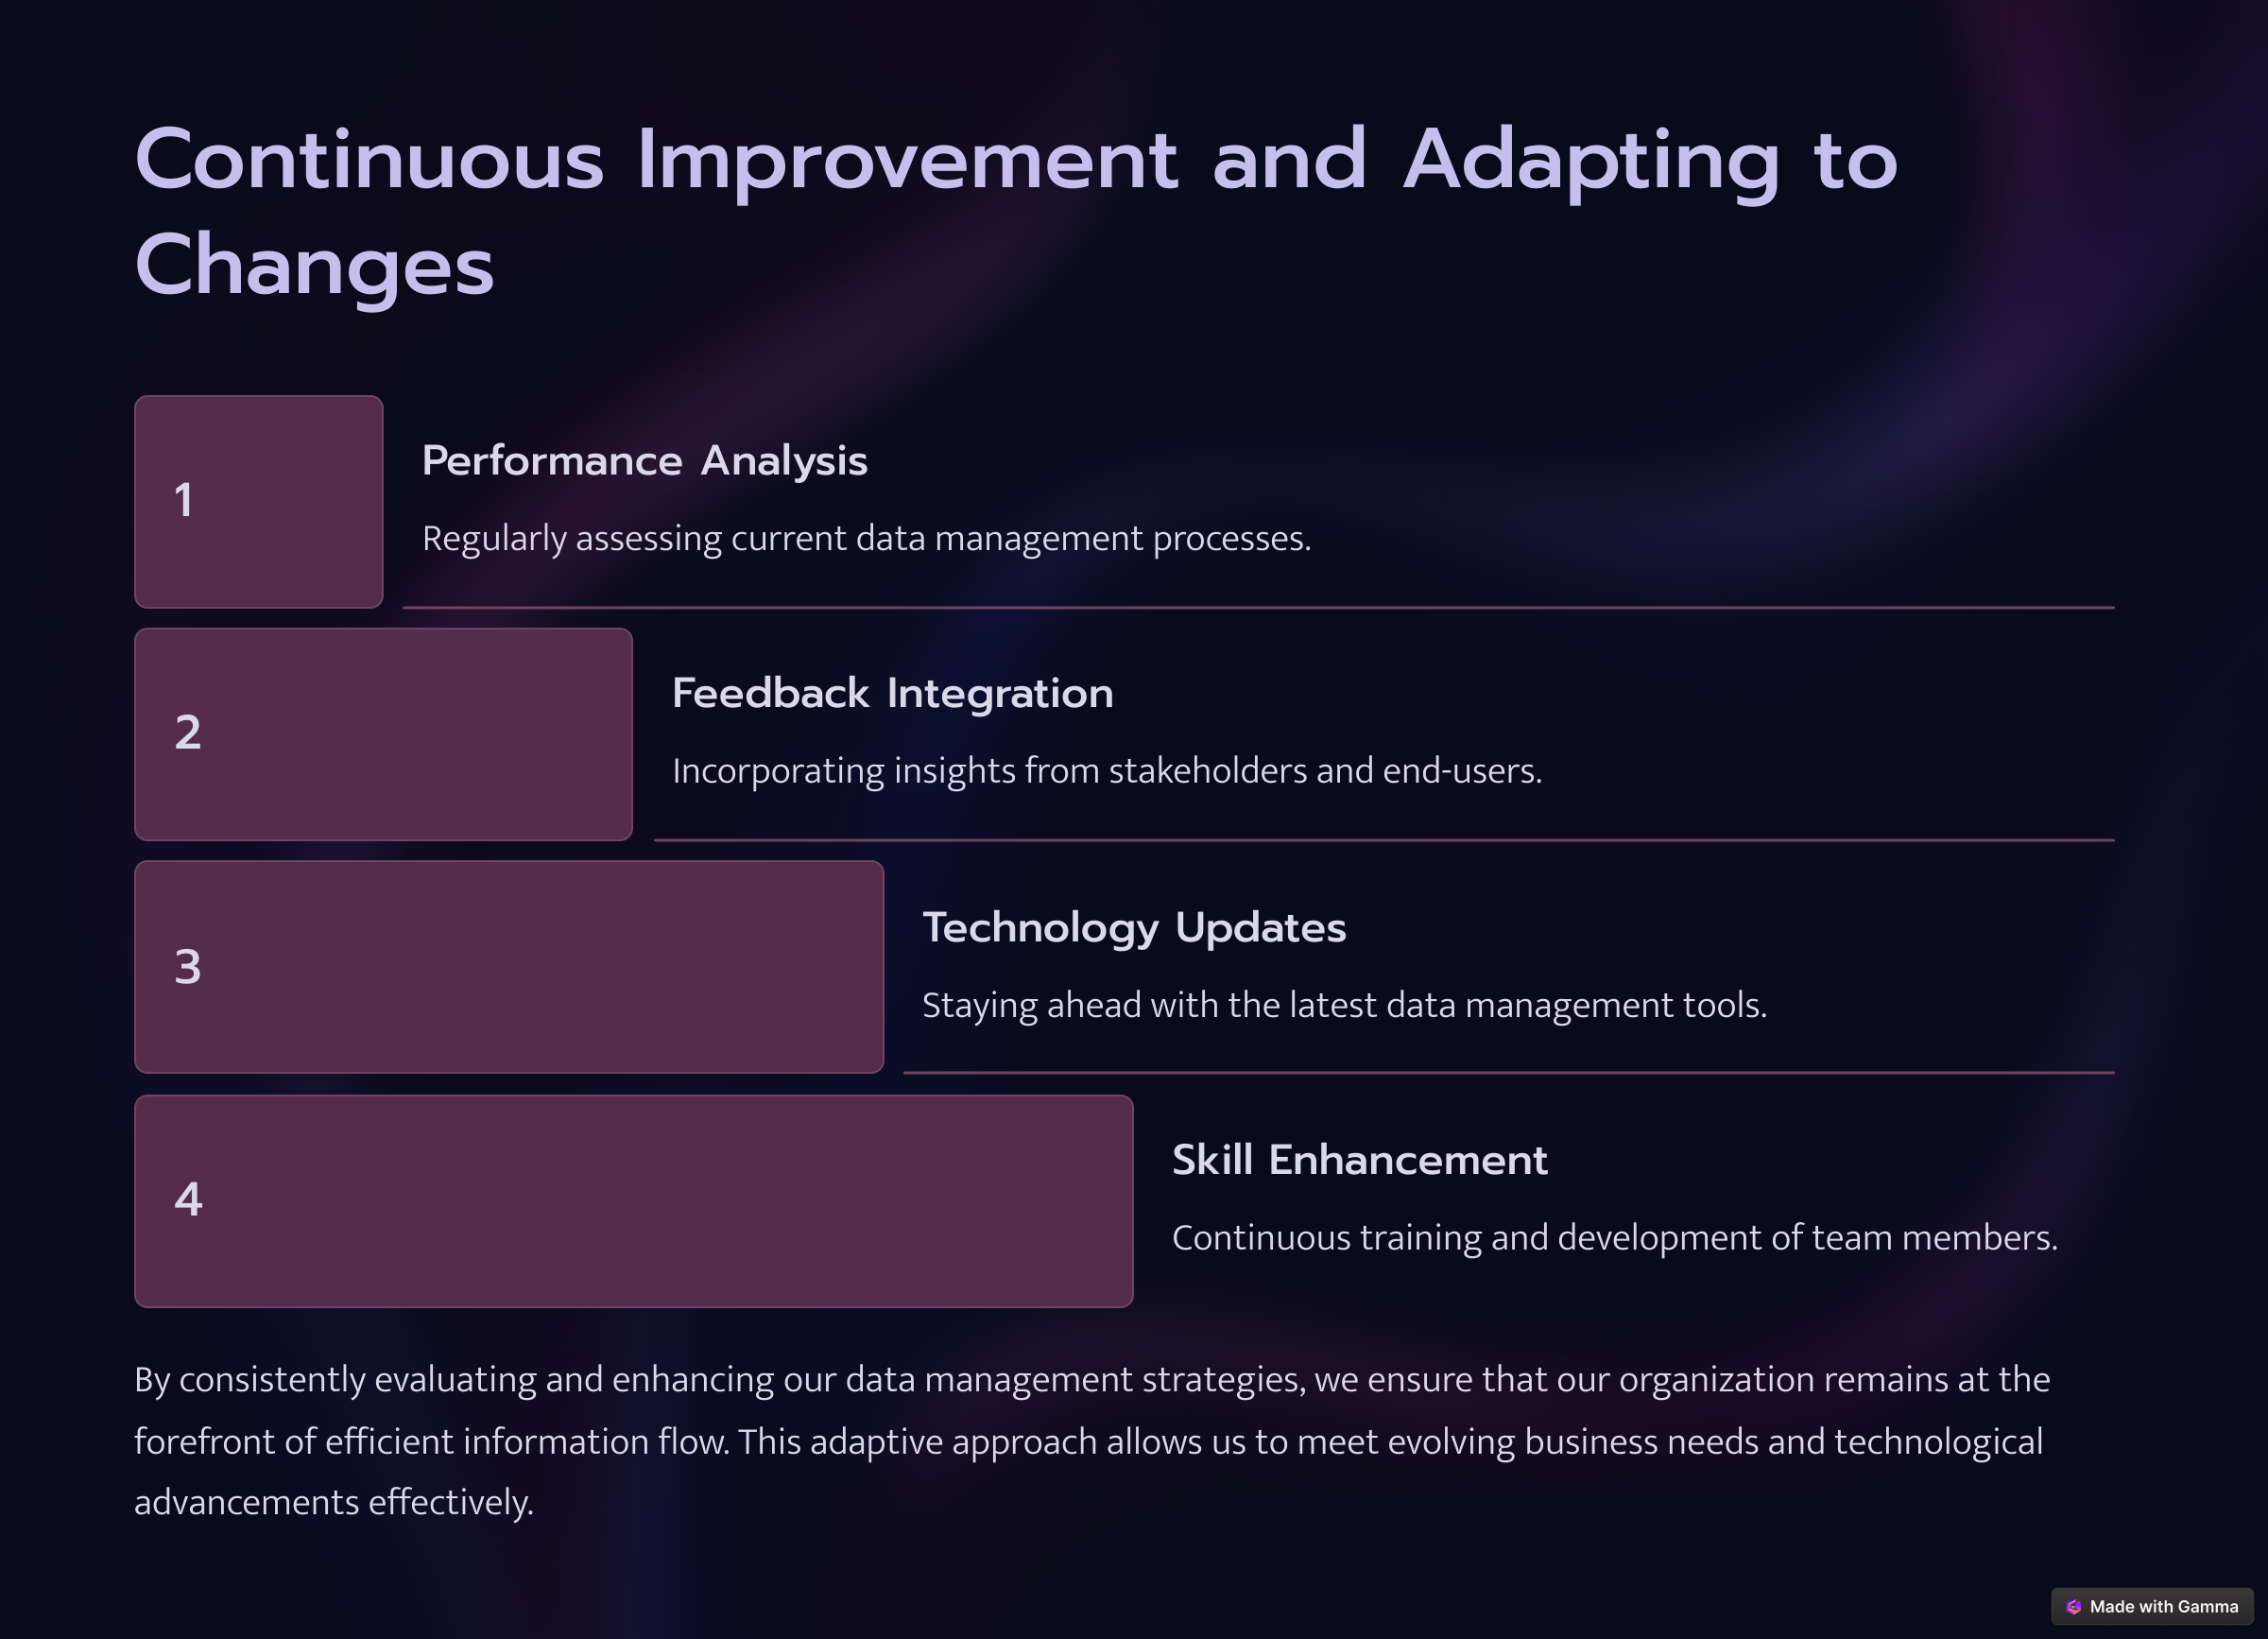 Continuous Improvement and Adapting to
Changes
1
Performance Analysis
Regularly assessing current data management processes.
2
Feedback Integration
Incorporating insights from stakeholders and end-users.
3
Technology Updates
Staying ahead with the latest data management tools.
4
Skill Enhancement
Continuous training and development of team members.
By consistently evaluating and enhancing our data management strategies, we ensure that our organization remains at the
forefront of efficient information flow. This adaptive approach allows us to meet evolving business needs and technological
advancements effectively.
Made with Gamma